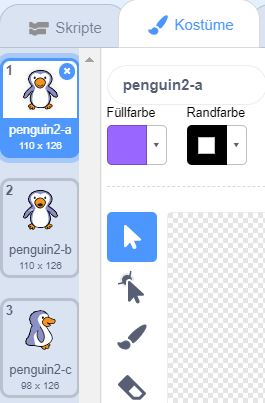 Skripte
Kostüme
1
penguin2-a
110 x 126
2
penguin2-b
110 x 126
3
penguin2-c
98 x 126
penguin2-a
Füllfarbe
Randfarbe